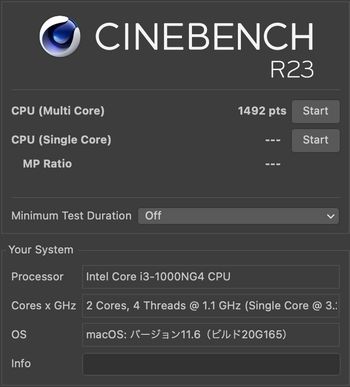 CINEBENCH
R23
CPU (Multi Core) 1492 pts Start
CPU (Single Core) --- Start
MP Ratio ---
Minimum Test Duration Off
Your System
Processor Intel Core i3-1000NG4 CPU
Cores x GHz 2 Cores, 4 Threads @ 1.1 GHz (Single Core @ 3.
OS macOS: バージョン11.6（ビルド20G165）
Info